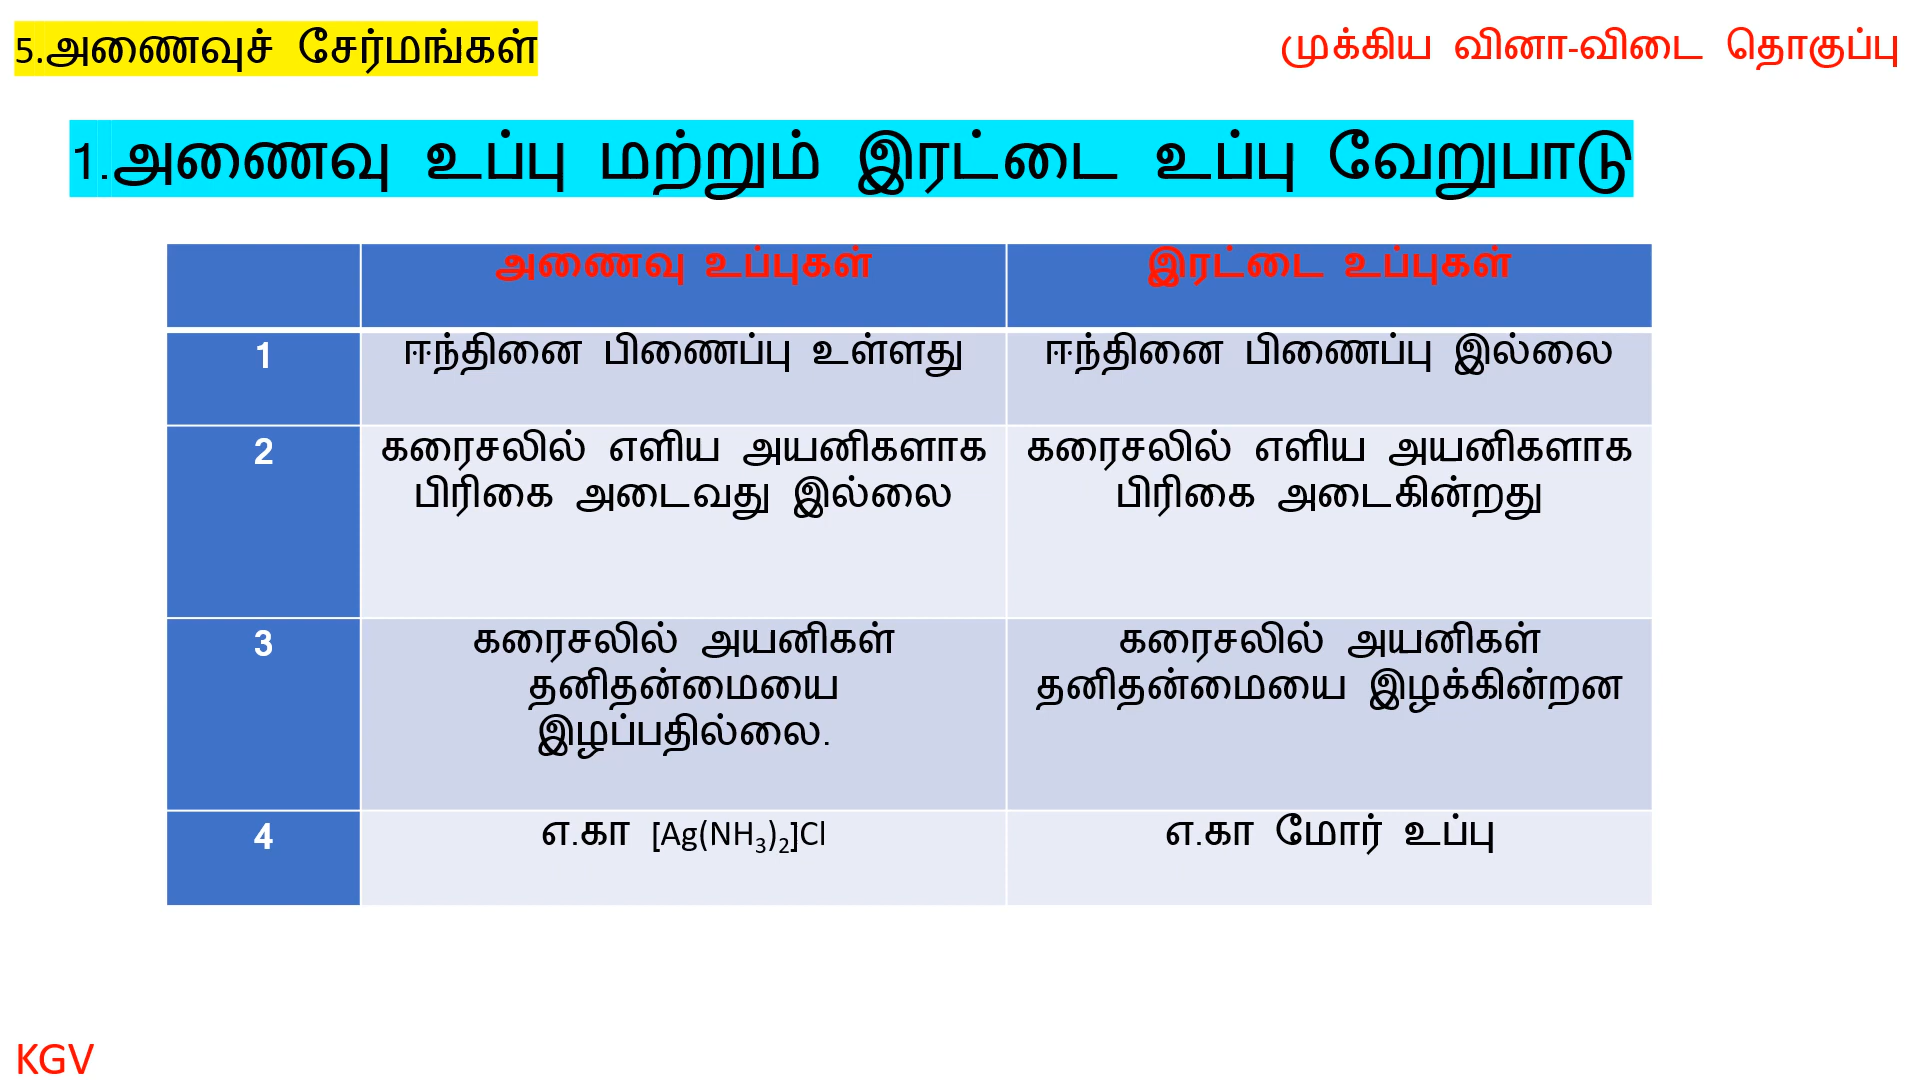 5.அணைவுச் சேர்மங்கள்
முக்கிய வினா-விடை தொகுப்பு
1.அணைவு உப்பு மற்றும் இரட்டை உப்பு வேறுபாடு
அணைவு உப்புகள்
இரட்டை உப்புகள்
1
ஈந்தினை பிணைப்பு உள்ளது
ஈந்தினை பிணைப்பு இல்லை
2
கரைசலில் எளிய அயனிகளாக
பிரிகை அடைவது இல்லை
கரைசலில் எளிய அயனிகளாக
பிரிகை அடைகின்றது
3
கரைசலில் அயனிகள்
தனிதன்மையை
இழப்பதில்லை.
கரைசலில் அயனிகள்
தனிதன்மையை இழக்கின்றன
4
எ.கா [Ag(NH₃)₂]Cl
எ.கா மோர் உப்பு
KGV